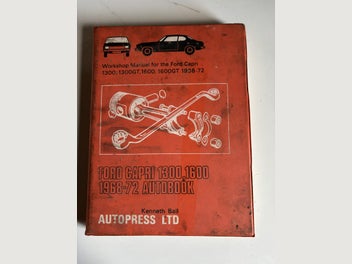 Workshop Manual for the Ford Capri
1300, 1300GT, 1600, 1600GT 1968-72
FORD CAPRI 1300,1600
1968-72 AUTOBOOK
Kenneth Ball
AUTOPRESS LTD